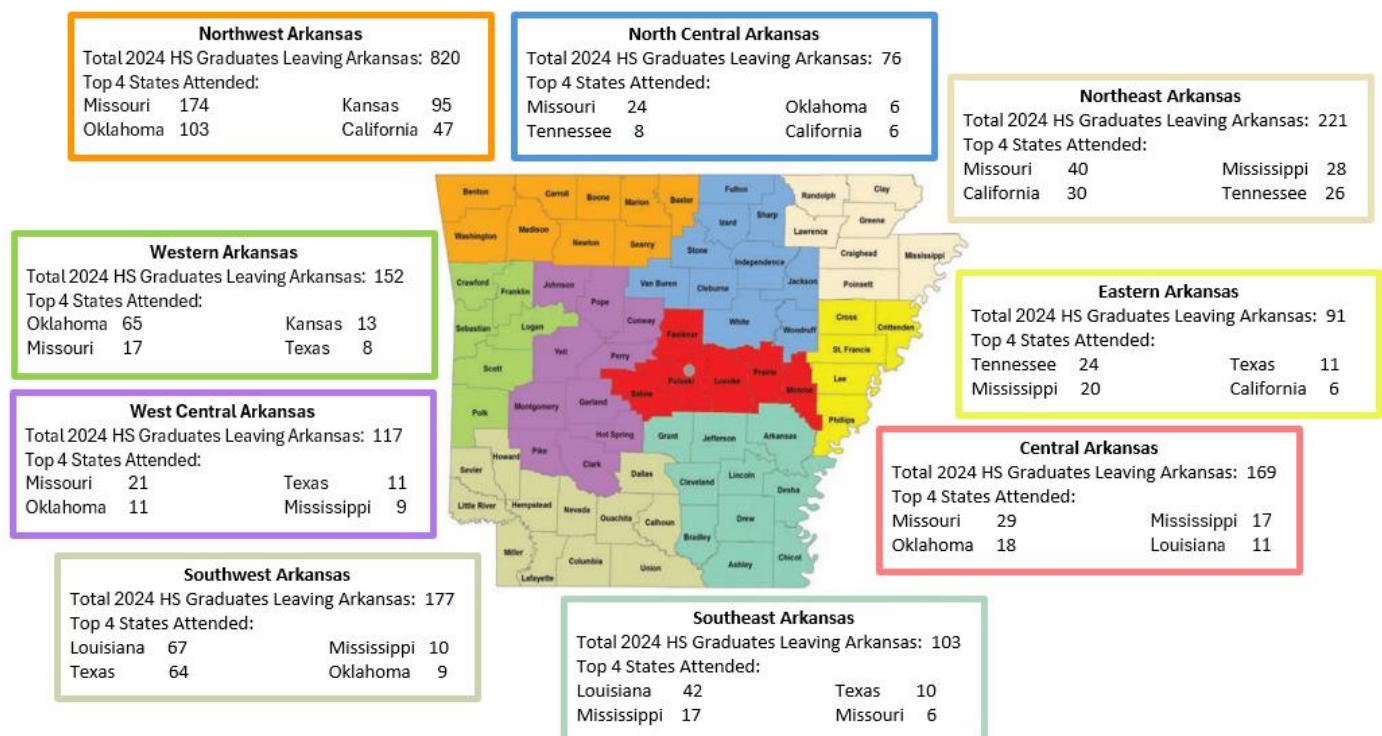 Northwest Arkansas
Total 2024 HS Graduates Leaving Arkansas: 820
Top 4 States Attended:
Missouri 174 Kansas 95
Oklahoma 103 California 47
North Central Arkansas
Total 2024 HS Graduates Leaving Arkansas: 76
Top 4 States Attended:
Missouri 24 Oklahoma 6
Tennessee 8 California 6
Northeast Arkansas
Total 2024 HS Graduates Leaving Arkansas: 221
Top 4 States Attended:
Missouri 40 Mississippi 28
California 30 Tennessee 26
Western Arkansas
Total 2024 HS Graduates Leaving Arkansas: 152
Top 4 States Attended:
Oklahoma 65 Kansas 13
Missouri 17 Texas 8
Eastern Arkansas
Total 2024 HS Graduates Leaving Arkansas: 91
Top 4 States Attended:
Tennessee 24 Texas 11
Mississippi 20 California 6
West Central Arkansas
Total 2024 HS Graduates Leaving Arkansas: 117
Top 4 States Attended:
Missouri 21 Texas 11
Oklahoma 11 Mississippi 9
Central Arkansas
Total 2024 HS Graduates Leaving Arkansas: 169
Top 4 States Attended:
Missouri 29 Mississippi 17
Oklahoma 18 Louisiana 11
Southwest Arkansas
Total 2024 HS Graduates Leaving Arkansas: 177
Top 4 States Attended:
Louisiana 67 Mississippi 10
Texas 64 Oklahoma 9
Southeast Arkansas
Total 2024 HS Graduates Leaving Arkansas: 103
Top 4 States Attended:
Louisiana 42 Texas 10
Mississippi 17 Missouri 6
Benton
Carroll
Boone
Marion
Baxter
Fulton
Randolph
Clay
Washington
Madison
Newton
Searcy
Izard
Sharp
Lawrence
Greene
Stone
Independence
Craighead
Mississippi
Crawford
Franklin
Johnson
Pope
Van Buren
Cleburne
Jackson
Poinsett
Sebastian
Logan
Conway
Faulkner
White
Woodruff
Cross
Crittenden
St. Francis
Scott
Yell
Perry
Pulaski
Lonoke
Prairie
Monroe
Lee
Saline
Polk
Montgomery
Garland
Hot Spring
Grant
Jefferson
Arkansas
Phillips
Pike
Clark
Sevier
Howard
Dallas
Cleveland
Lincoln
Desha
Little River
Hempstead
Nevada
Ouachita
Calhoun
Bradley
Drew
Miller
Lafayette
Columbia
Union
Ashley
Chicot